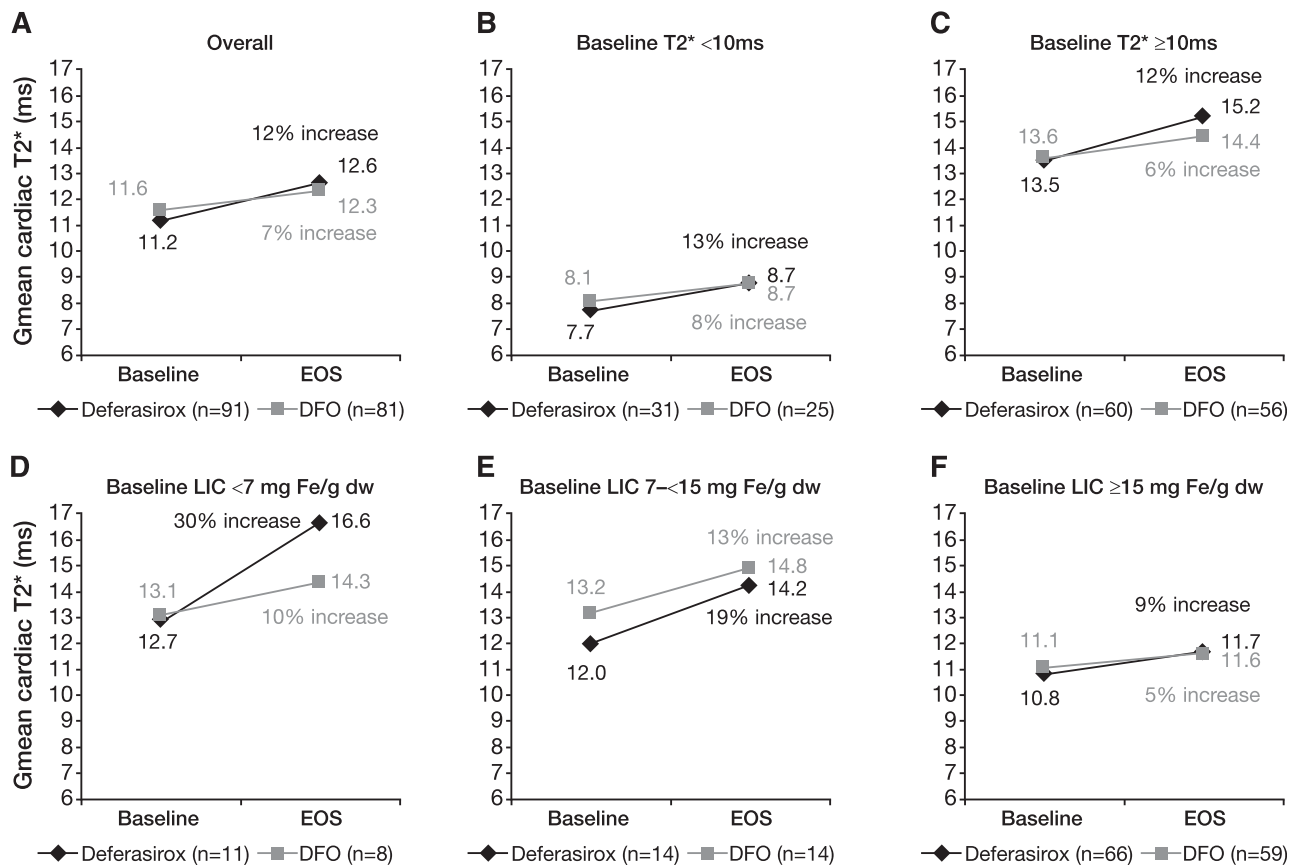 A
Overall
Gmean cardiac T2* (ms)
17
16
15
14
13
12
11
10
9
8
7
6
12% increase
12.6
11.6
12.3
11.2
7% increase
Baseline EOS
Deferasirox (n=91) DFO (n=81)
B
Baseline T2* <10ms
17
16
15
14
13
12
11
10
9
8
7
6
13% increase
8.1
8.7
8.7
7.7
8% increase
Baseline EOS
Deferasirox (n=31) DFO (n=25)
C
Baseline T2* ≥10ms
17
16
15
14
13
12
11
10
9
8
7
6
12% increase
15.2
13.6
14.4
13.5
6% increase
Baseline EOS
Deferasirox (n=60) DFO (n=56)
D
Baseline LIC <7 mg Fe/g dw
Gmean cardiac T2* (ms)
17
16
15
14
13
12
11
10
9
8
7
6
30% increase 16.6
13.1
14.3
12.7
10% increase
Baseline EOS
Deferasirox (n=11) DFO (n=8)
E
Baseline LIC 7–<15 mg Fe/g dw
17
16
15
14
13
12
11
10
9
8
7
6
13% increase
13.2
14.8
14.2
12.0
19% increase
Baseline EOS
Deferasirox (n=14) DFO (n=14)
F
Baseline LIC ≥15 mg Fe/g dw
17
16
15
14
13
12
11
10
9
8
7
6
9% increase
11.1
11.7
11.6
10.8
5% increase
Baseline EOS
Deferasirox (n=66) DFO (n=59)